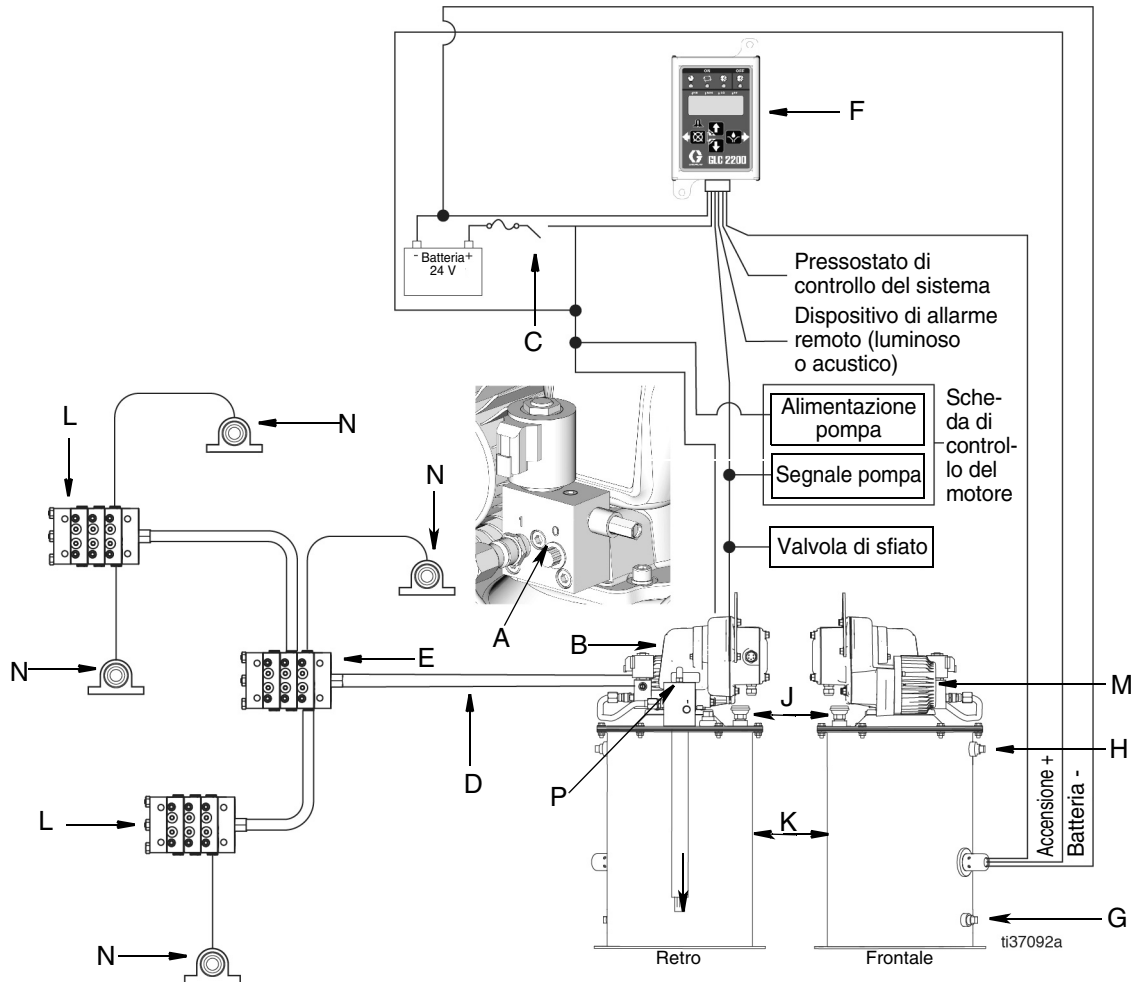 F
GLC 2200
- Batteria+
24 V
C
Pressostato di
controllo del sistema
Dispositivo di allarme
remoto (luminoso
o acustico)
Alimentazione
pompa
Segnale pompa
Sche-
da di
control-
lo del
motore
Valvola di sfiato
L
N
N
1
0
A
B
N
E
M
J
H
D
P
K
Accensione +
Batteria -
L
G
N
ti37092a
Retro
Frontale